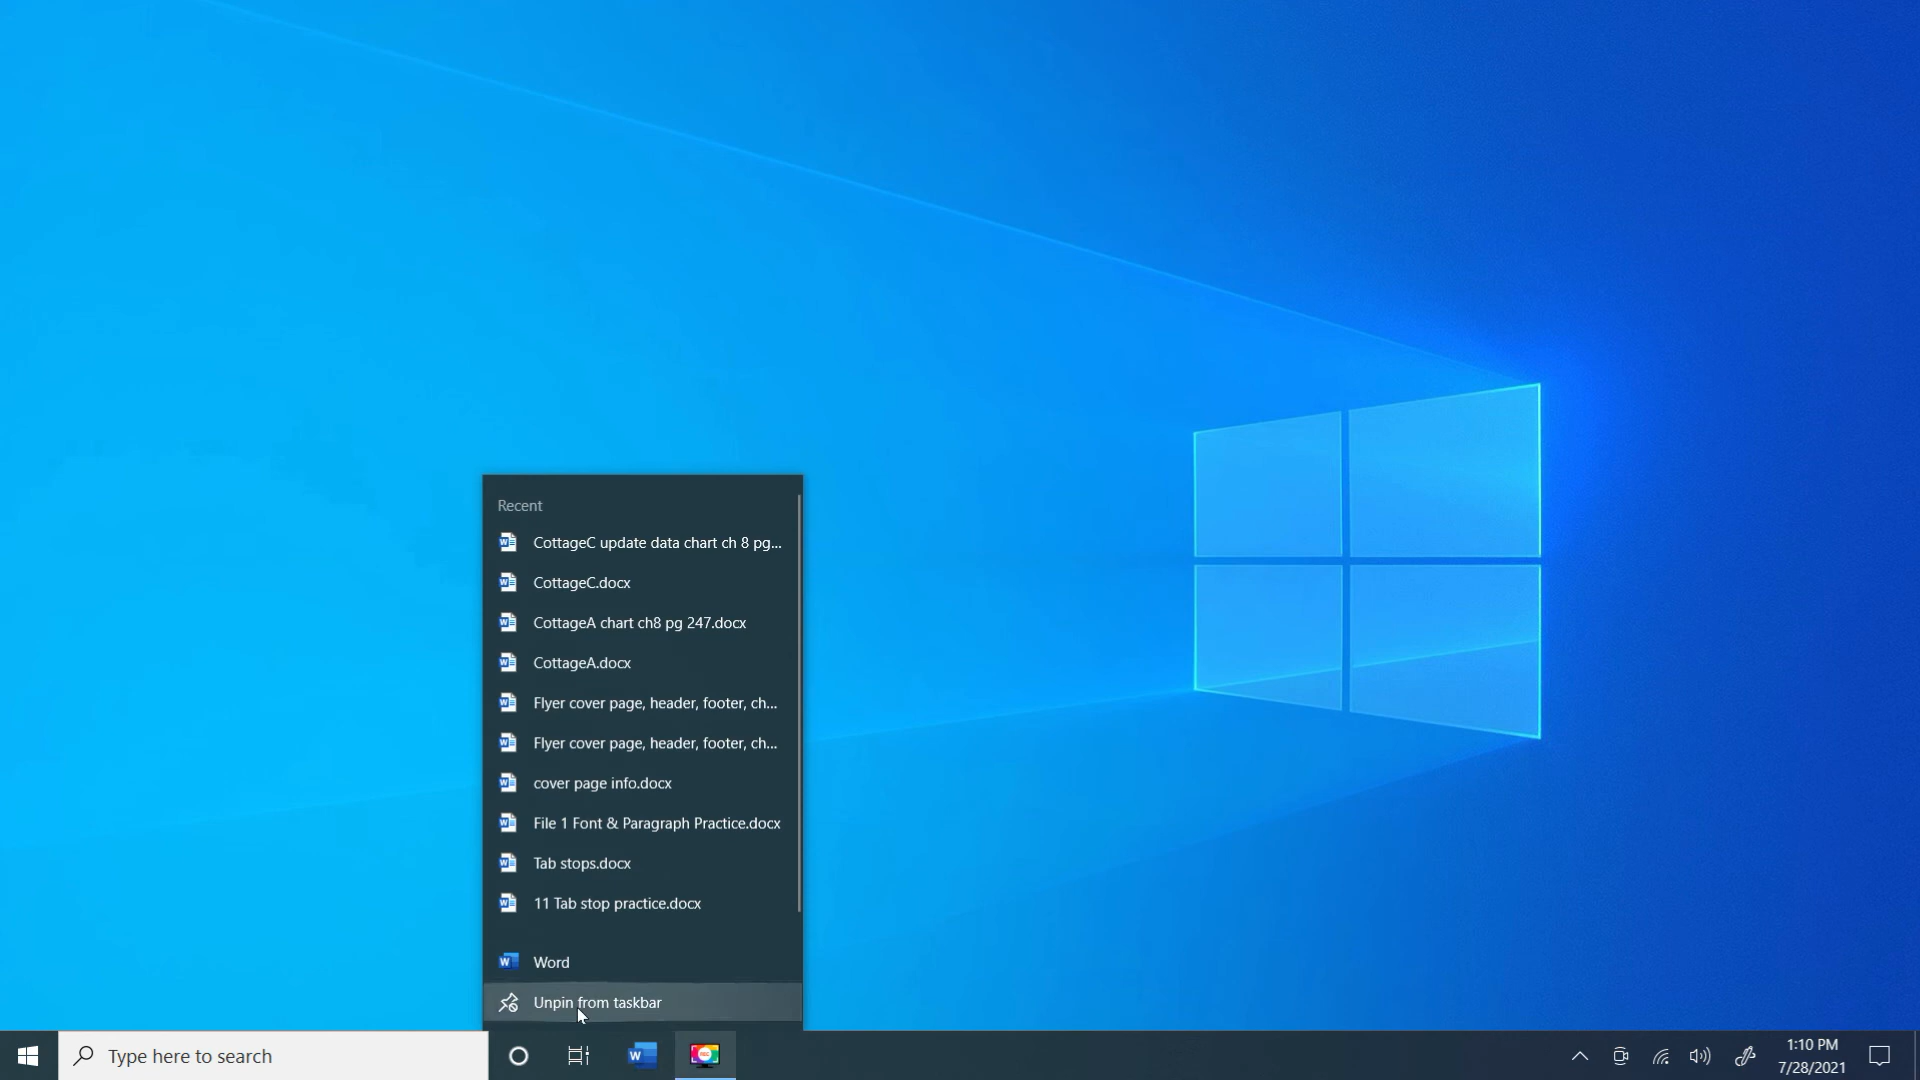 Recent
CottageC update data chart ch 8 pg...
CottageC.docx
CottageA chart ch8 pg 247.docx
CottageA.docx
Flyer cover page, header, footer, ch...
Flyer cover page, header, footer, ch...
cover page info.docx
File 1 Font & Paragraph Practice.docx
Tab stops.docx
11 Tab stop practice.docx
Word
Unpin from taskbar
Type here to search
1:10 PM
7/28/2021